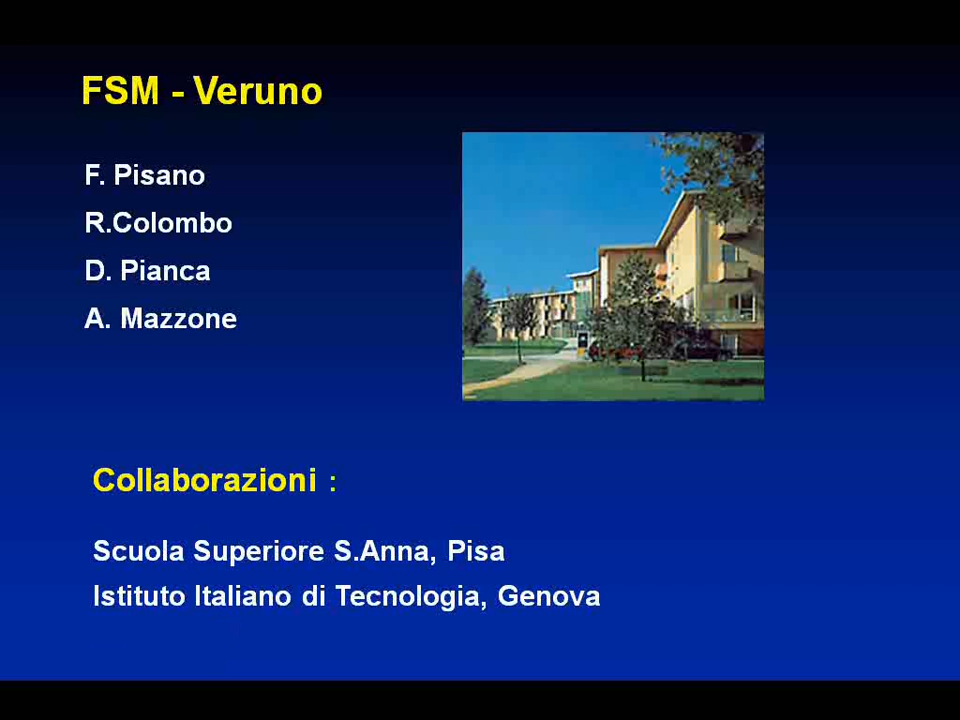 FSM - Veruno
F. Pisano
R.Colombo
D. Pianca
A. Mazzone
Collaborazioni :
Scuola Superiore S.Anna, Pisa
Istituto Italiano di Tecnologia, Genova